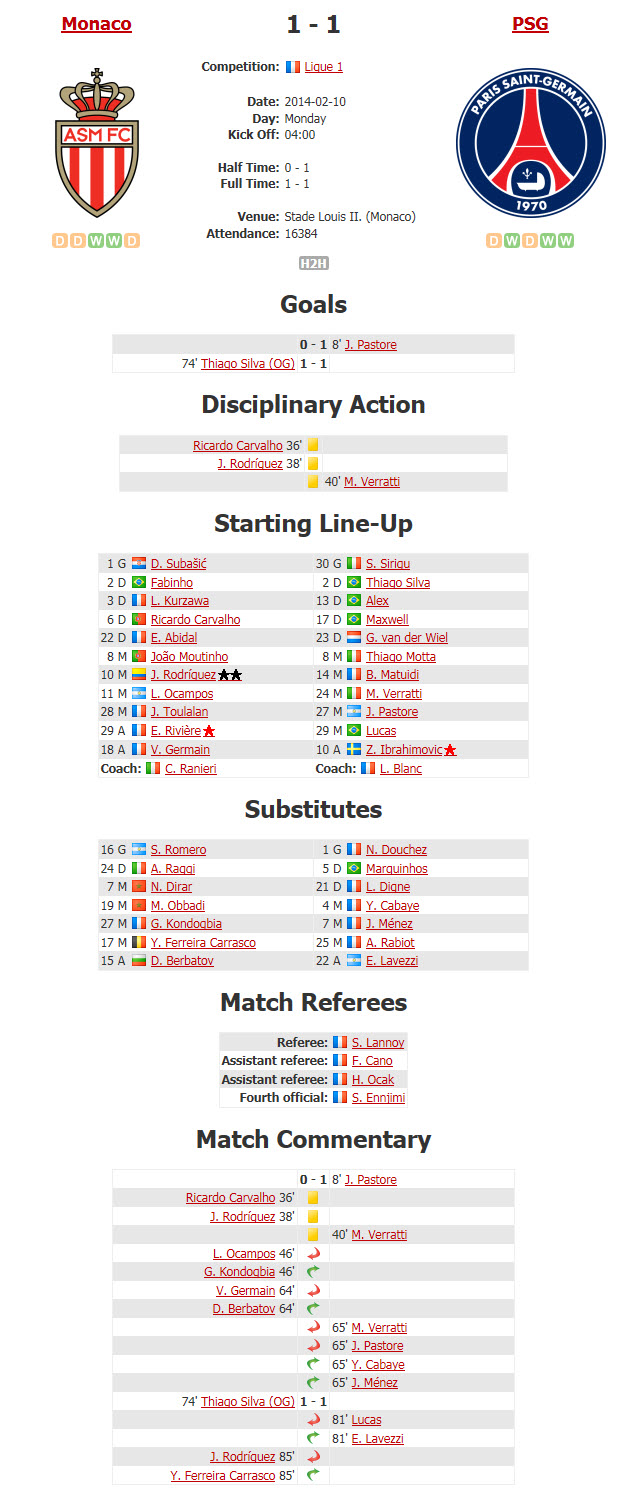 Monaco 1 - 1 PSG
Competition: Ligue 1
ASM FC
PARIS SAINT-GERMAIN
1970
Date: 2014-02-10
Day: Monday
Kick Off: 04:00
Half Time: 0 - 1
Full Time: 1 - 1
Venue: Stade Louis II. (Monaco)
Attendance: 16384
D D W W D
D W D W W
H2H
Goals
0 - 1 8' J. Pastore
74' Thiago Silva (OG) 1 - 1
Disciplinary Action
Ricardo Carvalho 36'
J. Rodríguez 38'
40' M. Verratti
Starting Line-Up
1 G D. Subašić 30 G S. Sirigu
2 D Fabinho 2 D Thiago Silva
3 D L. Kurzawa 13 D Alex
6 D Ricardo Carvalho 17 D Maxwell
22 D E. Abidal 23 D G. van der Wiel
8 M João Moutinho 8 M Thiago Motta
10 M J. Rodríguez 14 M B. Matuidi
11 M L. Ocampos 24 M M. Verratti
28 M J. Toulalan 27 M J. Pastore
29 A E. Rivière 29 M Lucas
18 A V. Germain 10 A Z. Ibrahimovic
Coach: C. Ranieri Coach: L. Blanc
Substitutes
16 G S. Romero 1 G N. Douchez
24 D A. Raggi 5 D Marquinhos
7 M N. Dirar 21 D L. Digne
19 M M. Obbadi 4 M Y. Cabaye
27 M G. Kondogbia 7 M J. Ménez
17 M Y. Ferreira Carrasco 25 M A. Rabiot
15 A D. Berbatov 22 A E. Lavezzi
Match Referees
Referee: S. Lannoy
Assistant referee: F. Cano
Assistant referee: H. Ocak
Fourth official: S. Ennjimi
Match Commentary
0 - 1 8' J. Pastore
Ricardo Carvalho 36'
J. Rodríguez 38'
40' M. Verratti
L. Ocampos 46'
G. Kondogbia 46'
V. Germain 64'
D. Berbatov 64'
65' M. Verratti
65' J. Pastore
65' Y. Cabaye
65' J. Ménez
74' Thiago Silva (OG) 1 - 1
81' Lucas
81' E. Lavezzi
J. Rodríguez 85'
Y. Ferreira Carrasco 85'